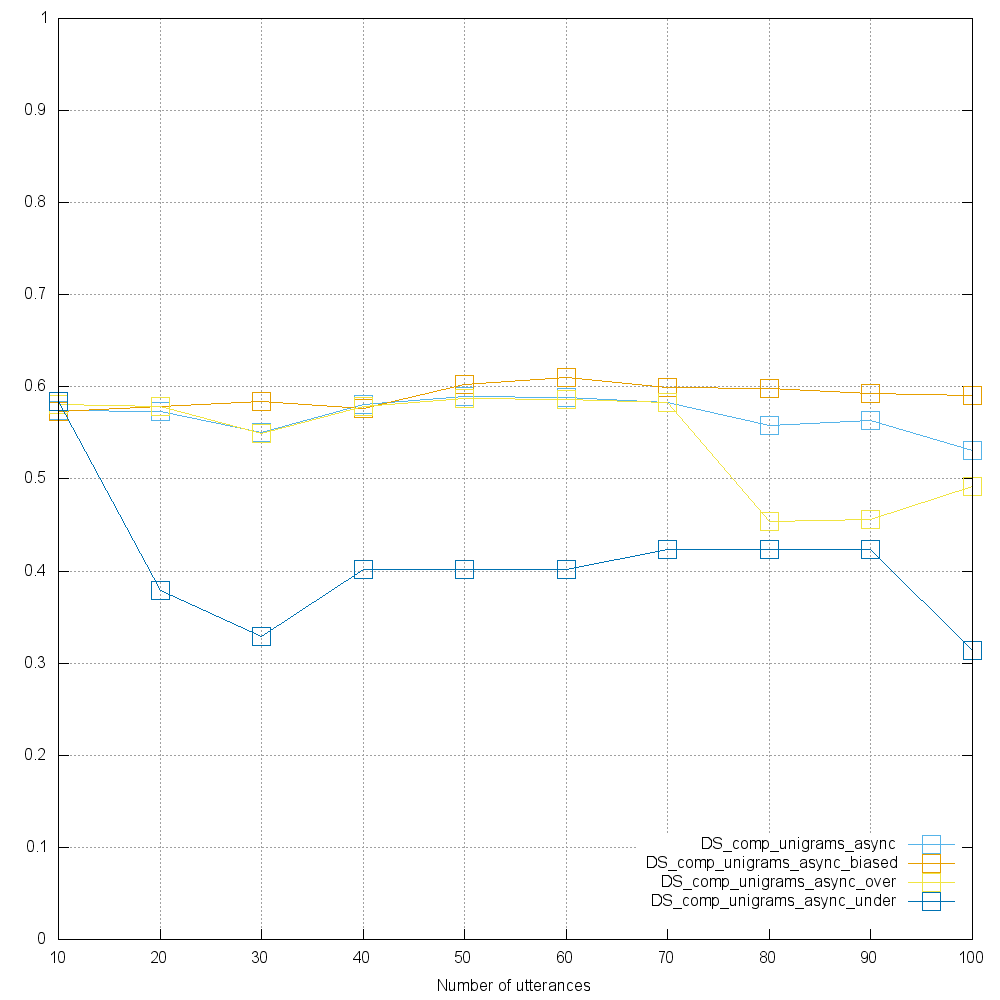 1
0.9
0.8
0.7
0.6
0.5
0.4
0.3
0.2
0.1
0
DS_comp_unigrams_async
DS_comp_unigrams_async_biased
DS_comp_unigrams_async_over
DS_comp_unigrams_async_under
10 20 30 40 50 60 70 80 90 100
Number of utterances